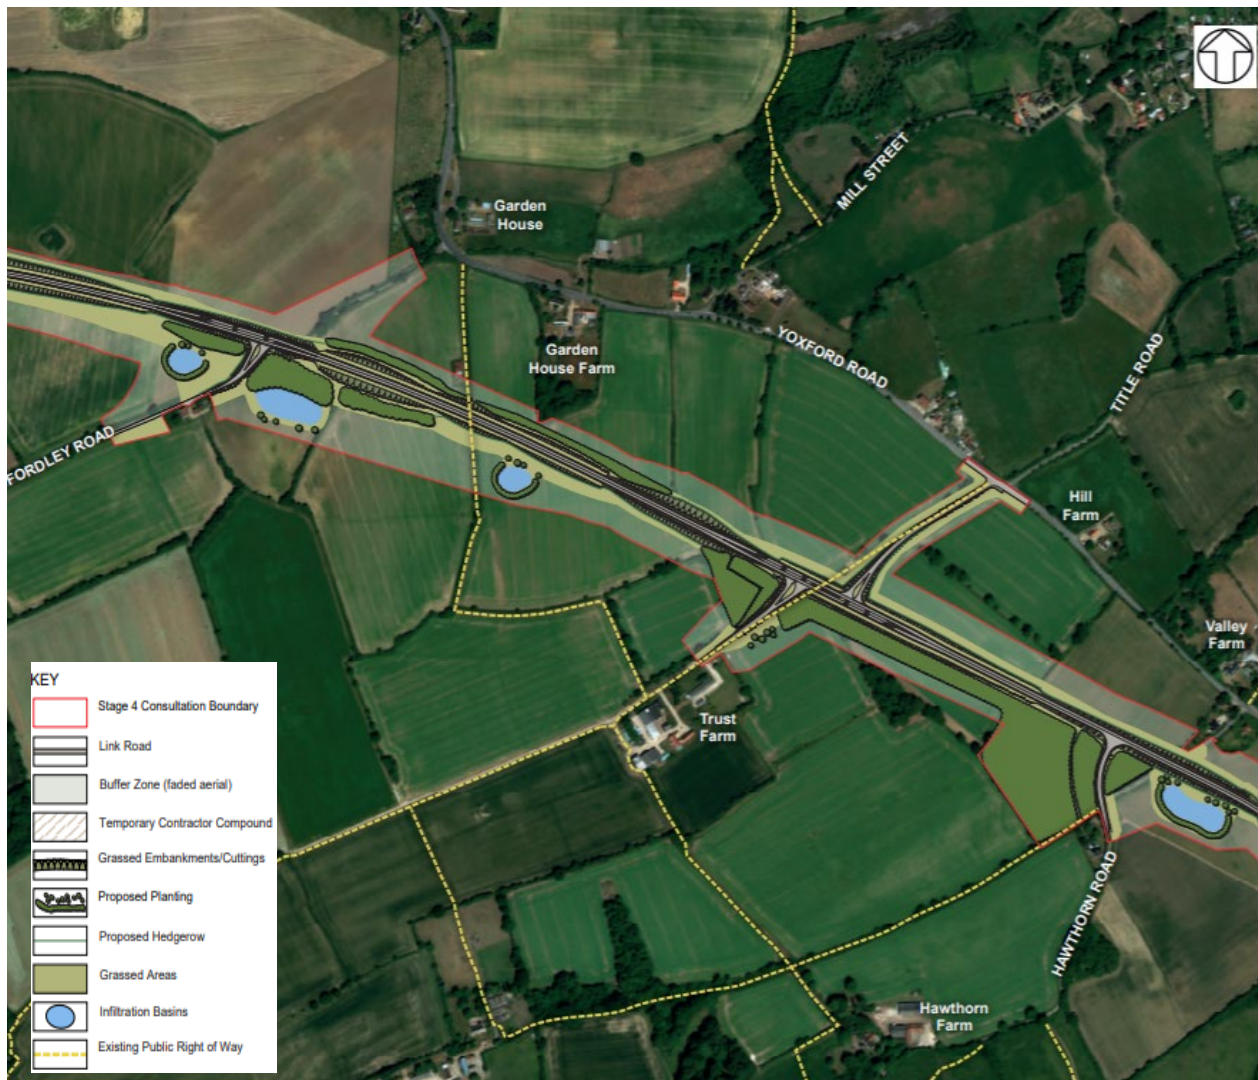 MILL STREET
Garden
House
YOXFORD ROAD
TITLE ROAD
Garden
House Farm
FORDLEY ROAD
Hill
Farm
Valley
Farm
Trust
Farm
HAWTHORN ROAD
Hawthorn
Farm
KEY
Stage 4 Consultation Boundary
Link Road
Buffer Zone (faded aerial)
Temporary Contractor Compound
Grassed Embankments/Cuttings
Proposed Planting
Proposed Hedgerow
Grassed Areas
Infiltration Basins
Existing Public Right of Way